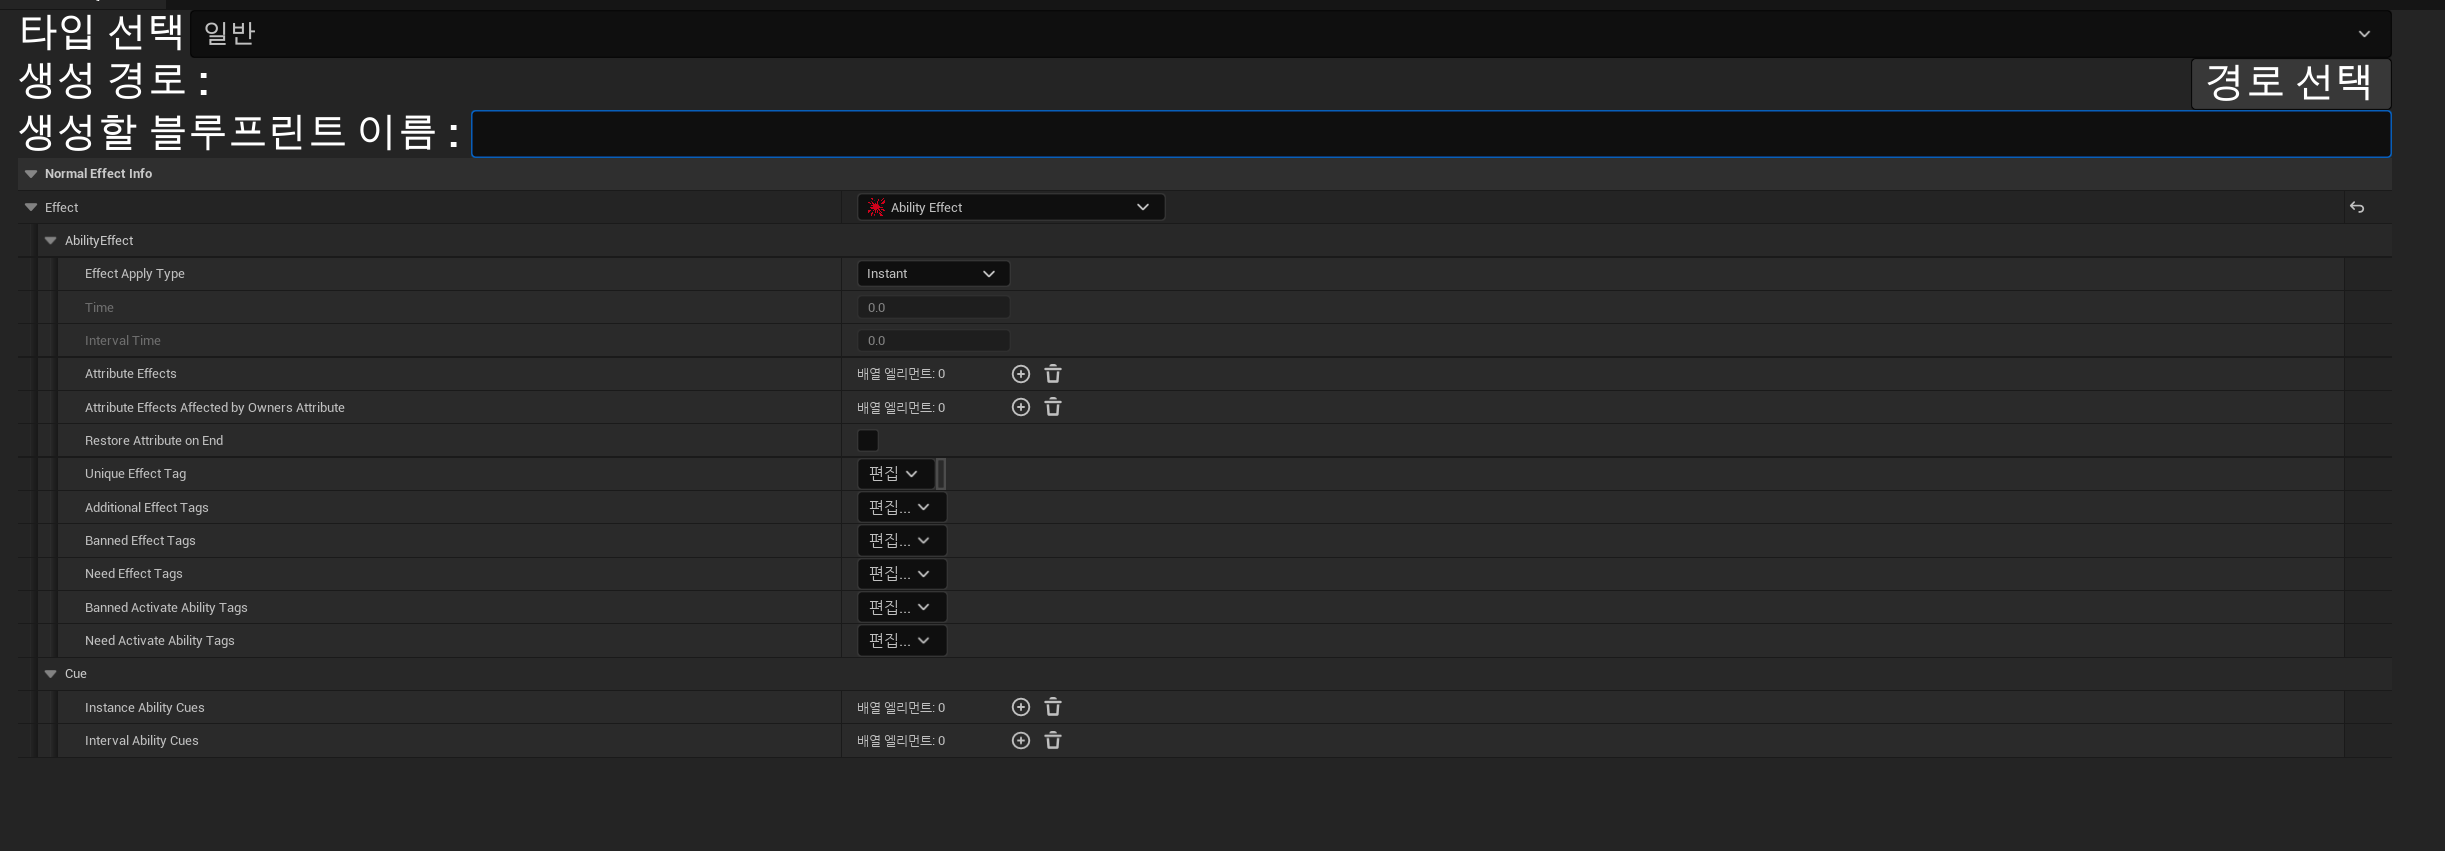 타입 선택 일반
생성 경로 : 경로 선택
생성할 블루프린트 이름 :
Normal Effect Info
Effect Ability Effect
AbilityEffect
Effect Apply Type Instant
Time 0.0
Interval Time 0.0
Attribute Effects 배열 엘리먼트: 0
Attribute Effects Affected by Owners Attribute 배열 엘리먼트: 0
Restore Attribute on End
Unique Effect Tag 편집
Additional Effect Tags 편집...
Banned Effect Tags 편집...
Need Effect Tags 편집...
Banned Activate Ability Tags 편집...
Need Activate Ability Tags 편집...
Cue
Instance Ability Cues 배열 엘리먼트: 0
Interval Ability Cues 배열 엘리먼트: 0